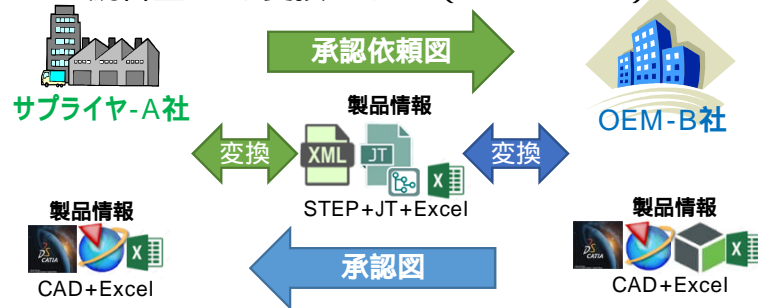 承認依頼図
サプライヤ-A社
OEM-B社
製品情報
変換
XML
JT
変換
STEP+JT+Excel
製品情報
CATIA
CAD+Excel
承認図
製品情報
CATIA
CAD+Excel